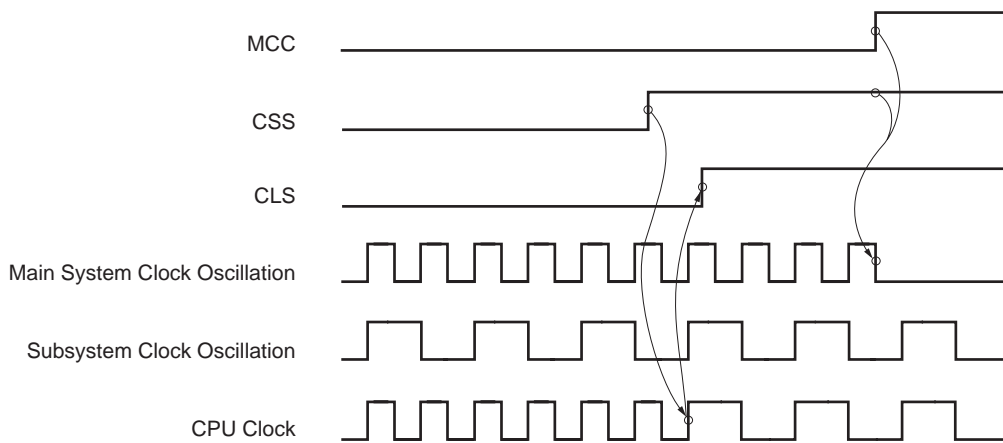 MCC
CSS
CLS
Main System Clock Oscillation
Subsystem Clock Oscillation
CPU Clock